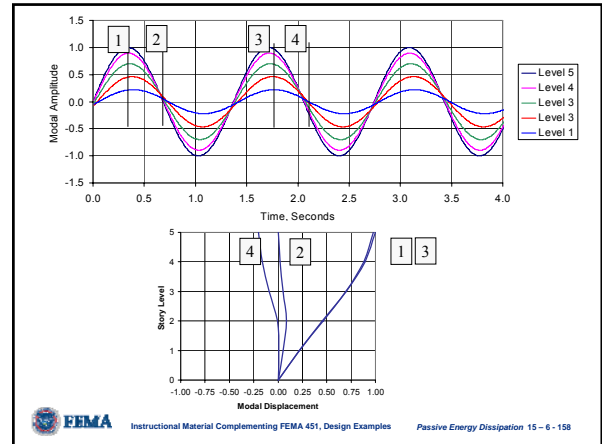 1.5
1.0
0.5
0.0
-0.5
-1.0
-1.5
Modal Amplitude
1
2
3
4
Level 5
Level 4
Level 3
Level 3
Level 1
0.0 0.5 1.0 1.5 2.0 2.5 3.0 3.5 4.0
Time, Seconds
5
4
3
2
1
0
Story Level
4
2
1
3
-1.00 -0.75 -0.50 -0.25 0.00 0.25 0.50 0.75 1.00
Modal Displacement
FEMA
Instructional Material Complementing FEMA 451, Design Examples
Passive Energy Dissipation 15 – 6 - 158